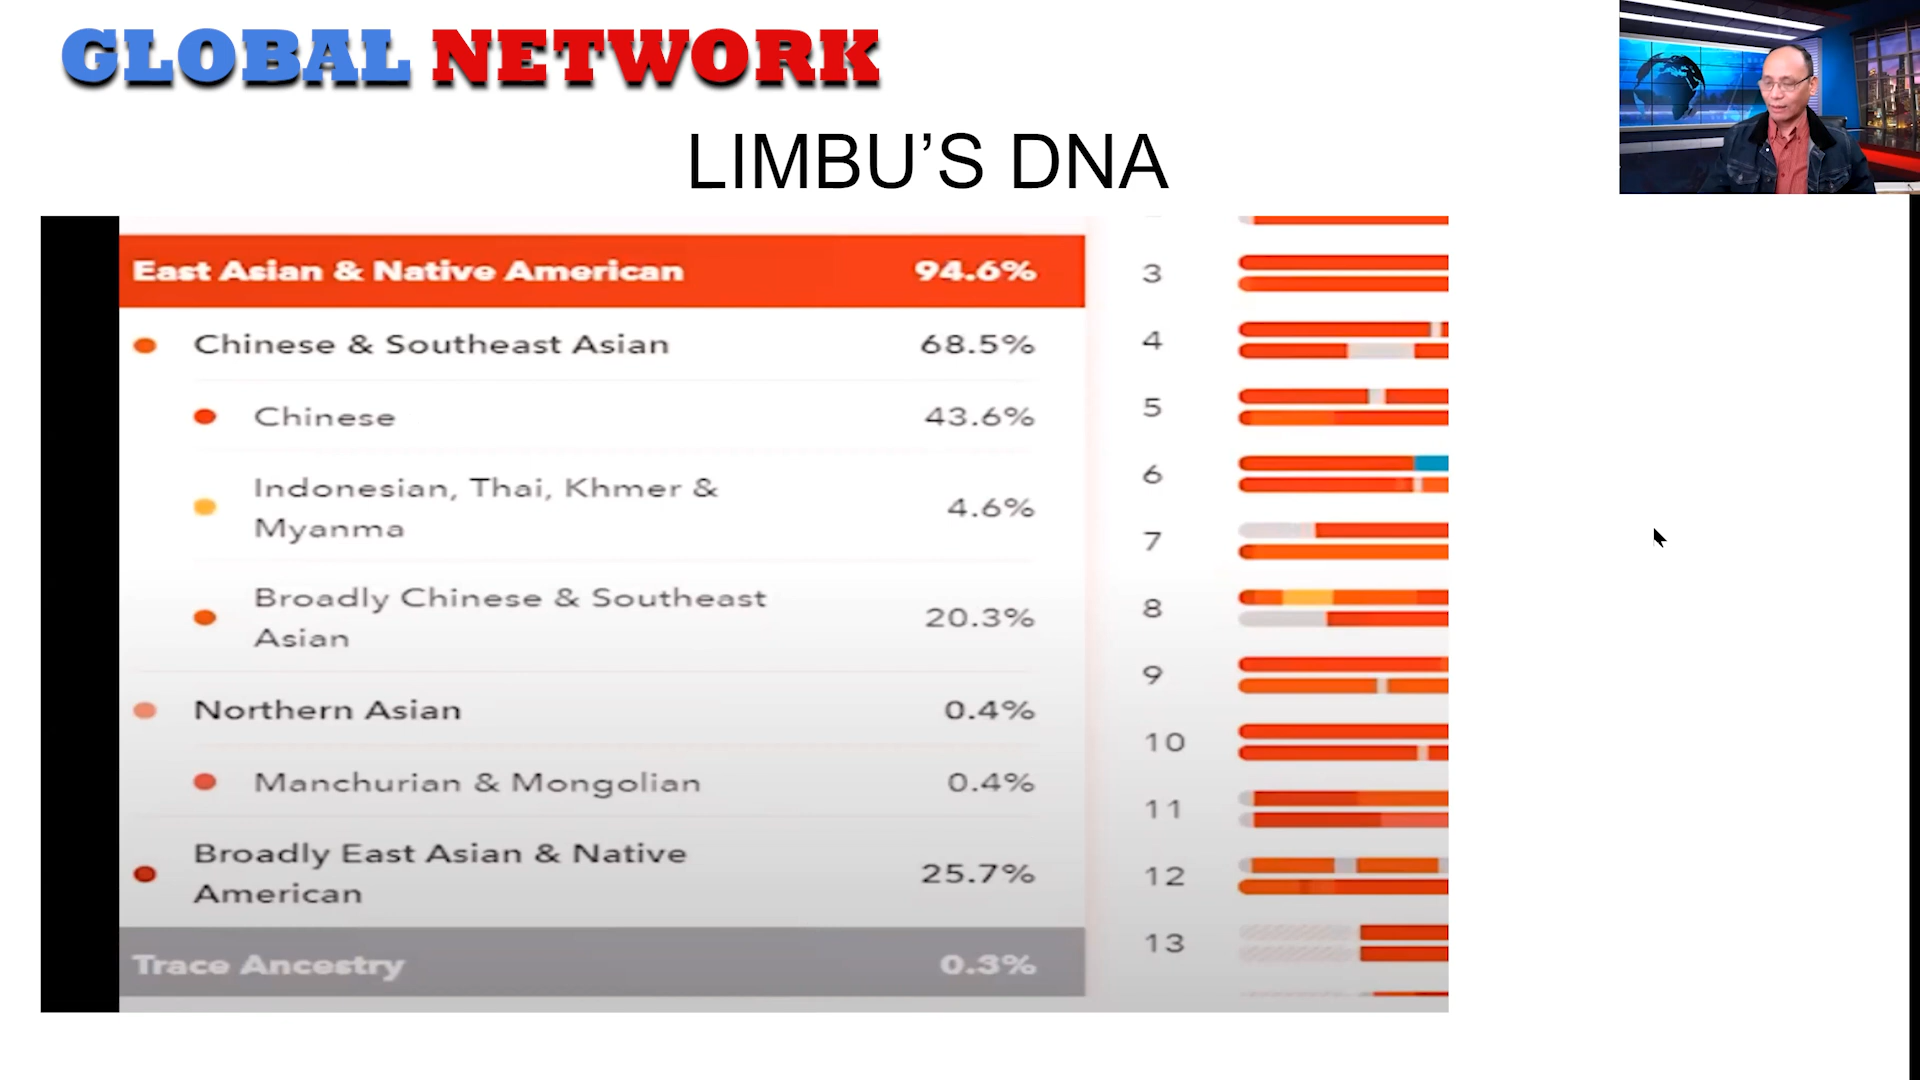 GLOBAL NETWORK
LIMBU’S DNA
East Asian & Native American 94.6%
Chinese & Southeast Asian 68.5%
Chinese 43.6%
Indonesian, Thai, Khmer &
Myanma 4.6%
Broadly Chinese & Southeast
Asian 20.3%
Northern Asian 0.4%
Manchurian & Mongolian 0.4%
Broadly East Asian & Native
American 25.7%
Trace Ancestry 0.3%
3
4
5
6
7
8
9
10
11
12
13